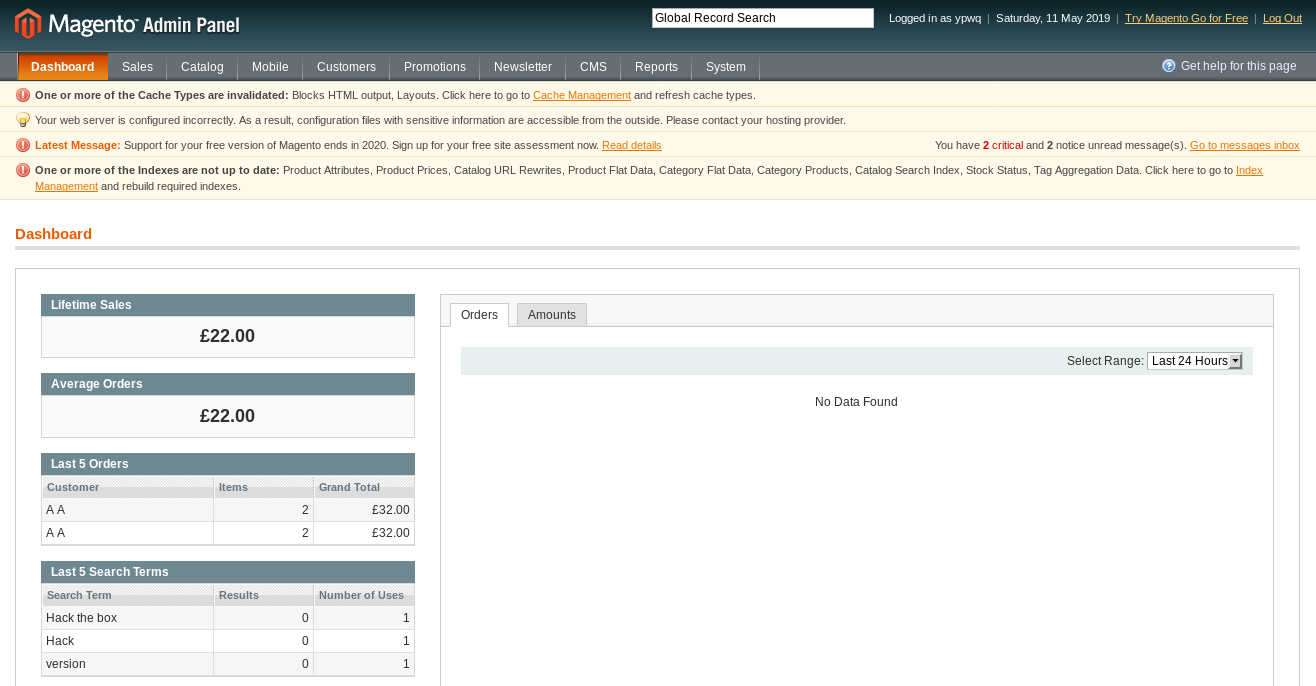 Magento™ Admin Panel
Global Record Search
Logged in as ypwq | Saturday, 11 May 2019 | Try Magento Go for Free | Log Out
Dashboard Sales Catalog Mobile Customers Promotions Newsletter CMS Reports System Get help for this page
One or more of the Cache Types are invalidated: Blocks HTML output, Layouts. Click here to go to Cache Management and refresh cache types.
Your web server is configured incorrectly. As a result, configuration files with sensitive information are accessible from the outside. Please contact your hosting provider.
Latest Message: Support for your free version of Magento ends in 2020. Sign up for your free site assessment now. Read details
You have 2 critical and 2 notice unread message(s). Go to messages inbox
One or more of the Indexes are not up to date: Product Attributes, Product Prices, Catalog URL Rewrites, Product Flat Data, Category Flat Data, Category Products, Catalog Search Index, Stock Status, Tag Aggregation Data. Click here to go to Index
Management and rebuild required indexes.
Dashboard
Lifetime Sales
£22.00
Average Orders
£22.00
Last 5 Orders
Customer Items Grand Total
A A 2 £32.00
A A 2 £32.00
Last 5 Search Terms
Search Term Results Number of Uses
Hack the box 0 1
Hack 0 1
version 0 1
Orders Amounts
Select Range: Last 24 Hours
No Data Found